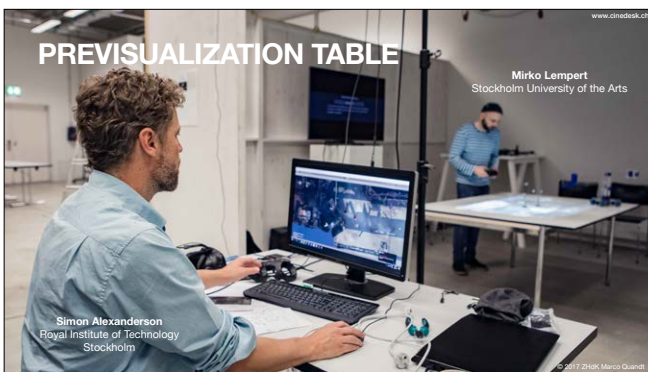 www.cinedesk.ch
PREVISUALIZATION TABLE
Mirko Lempert
Stockholm University of the Arts
Simon Alexanderson
Royal Institute of Technology
Stockholm
© 2017 ZHdK Marco Quandt